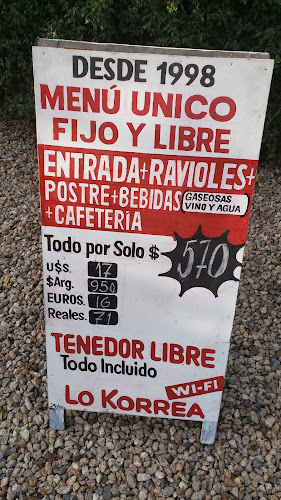 DESDE 1998
MENÚ UNICO
FIJO Y LIBRE
ENTRADA+RAVIOLES+
POSTRE+BEBIDAS GASEOSAS VINO Y AGUA
+CAFETERiA
Todo por Solo $ 570
U$S. 17
$Arg. 950
EUROS. 16
Reales. 71
TENEDOR LIBRE
Todo Incluido
WI-FI
LO KORREA